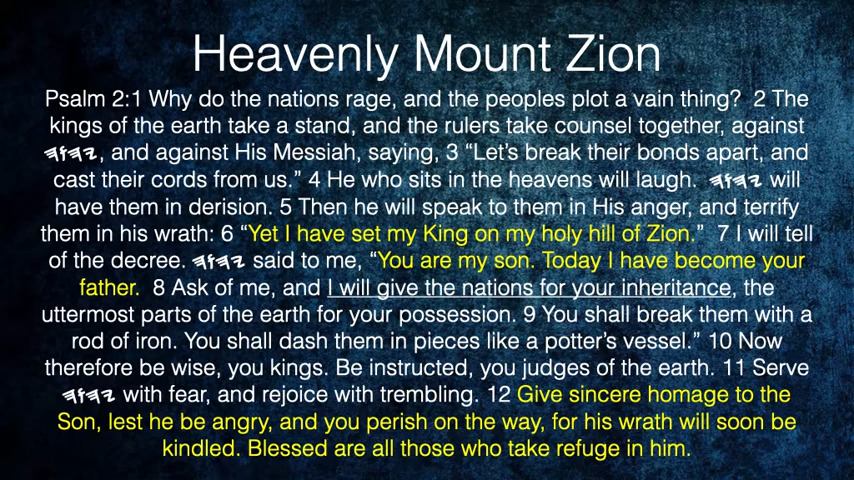 Heavenly Mount Zion
Psalm 2:1 Why do the nations rage, and the peoples plot a vain thing? 2 The
kings of the earth take a stand, and the rulers take counsel together, against
𐤉𐤄𐤅𐤄, and against His Messiah, saying, 3 “Let’s break their bonds apart, and
cast their cords from us.” 4 He who sits in the heavens will laugh. 𐤉𐤄𐤅𐤄 will
have them in derision. 5 Then he will speak to them in His anger, and terrify
them in his wrath: 6 “Yet I have set my King on my holy hill of Zion.” 7 I will tell
of the decree. 𐤉𐤄𐤅𐤄 said to me, “You are my son. Today I have become your
father. 8 Ask of me, and I will give the nations for your inheritance, the
uttermost parts of the earth for your possession. 9 You shall break them with a
rod of iron. You shall dash them in pieces like a potter’s vessel.” 10 Now
therefore be wise, you kings. Be instructed, you judges of the earth. 11 Serve
𐤉𐤄𐤅𐤄 with fear, and rejoice with trembling. 12 Give sincere homage to the
Son, lest he be angry, and you perish on the way, for his wrath will soon be
kindled. Blessed are all those who take refuge in him.